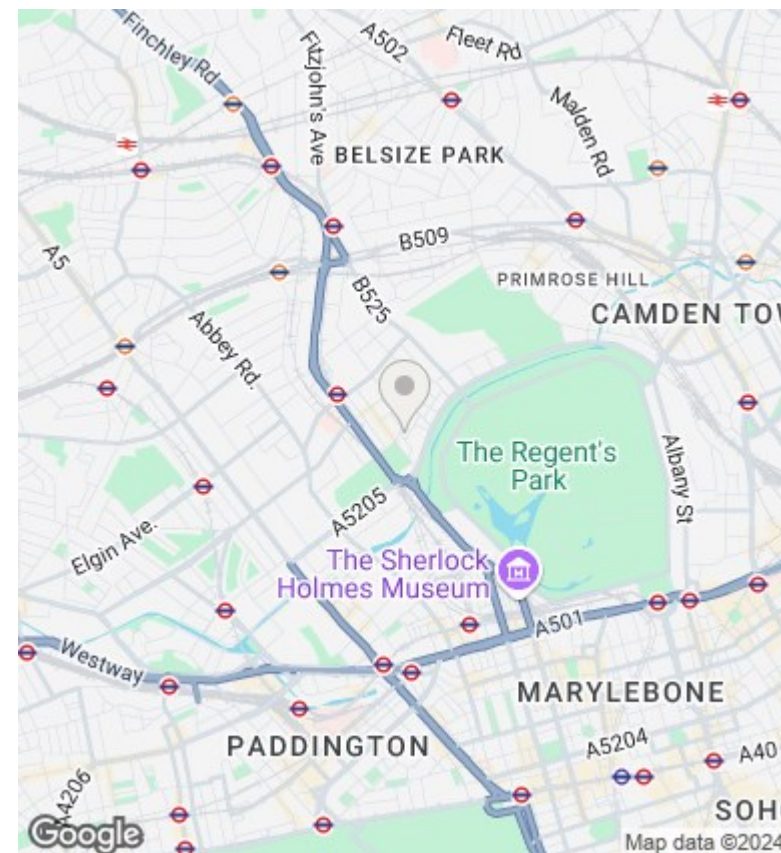 Finchley Rd
Fitzjohn's Ave
A502
Fleet Rd
Malden Rd
BELSIZE PARK
A5
B509
PRIMROSE HILL
B525
CAMDEN TOW
Abbey Rd.
The Regent's
Park
Albany St
A5205
Elgin Ave.
The Sherlock
Holmes Museum
A501
Westway
MARYLEBONE
PADDINGTON
A5204
A40
A4206
SOH
Google
Map data ©2024